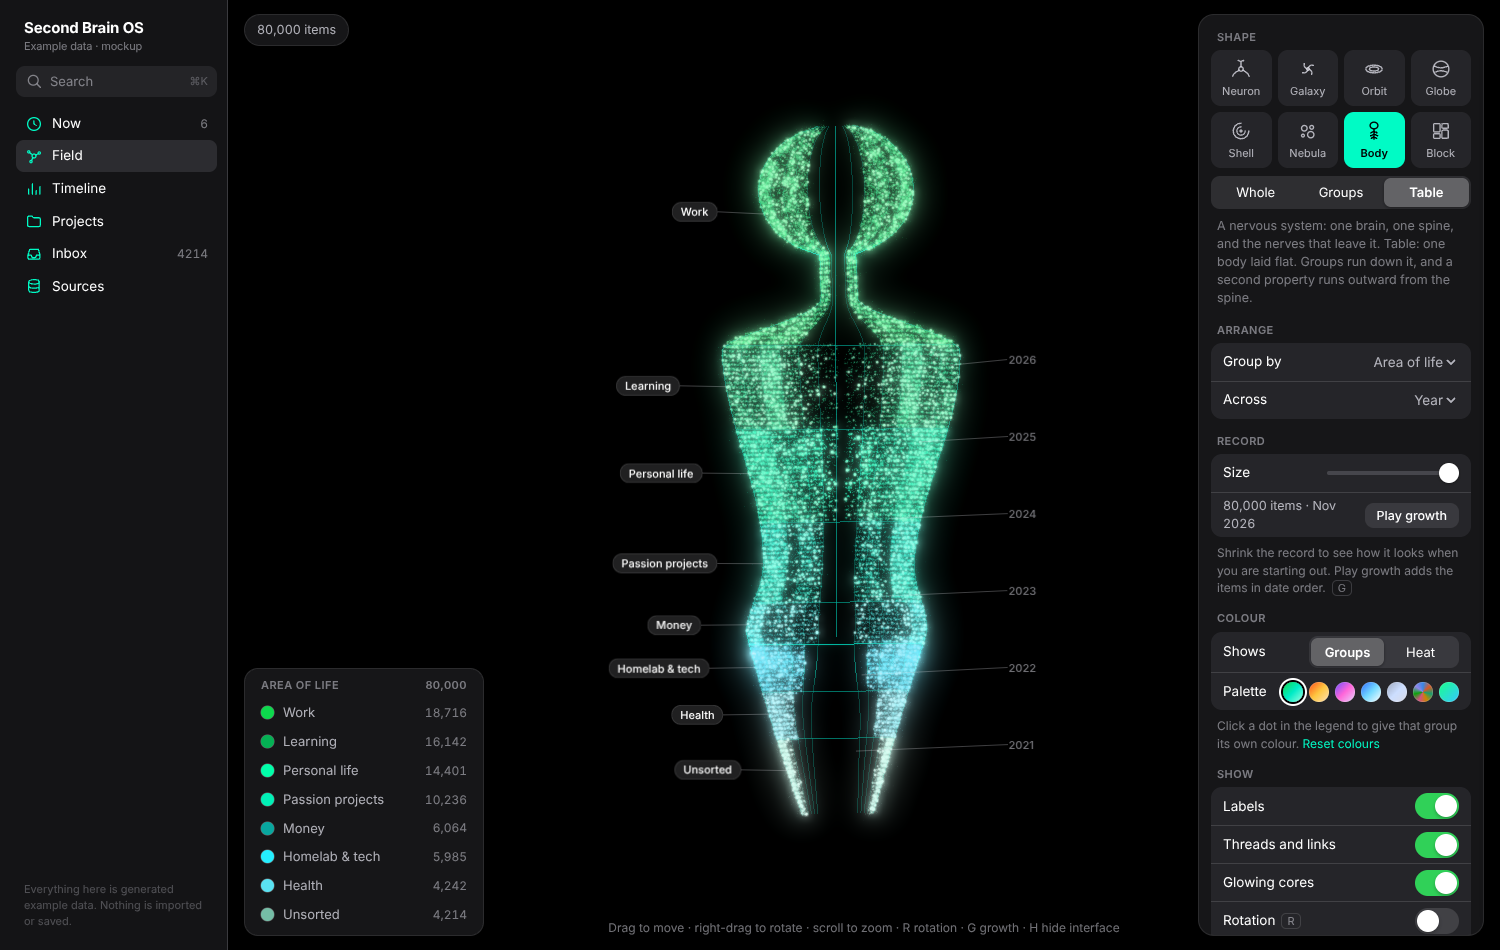 Second Brain OS
Example data · mockup
Search ⌘K
Now 6
Field
Timeline
Projects
Inbox 4214
Sources
Everything here is generated
example data. Nothing is imported
or saved.
80,000 items
Work
Learning
Personal life
Passion projects
Money
Homelab & tech
Health
Unsorted
2026
2025
2024
2023
2022
2021
AREA OF LIFE 80,000
Work 18,716
Learning 16,142
Personal life 14,401
Passion projects 10,236
Money 6,064
Homelab & tech 5,985
Health 4,242
Unsorted 4,214
Drag to move · right-drag to rotate · scroll to zoom · R rotation · G growth · H hide interface
SHAPE
Neuron Galaxy Orbit Globe
Shell Nebula Body Block
Whole Groups Table
A nervous system: one brain, one spine,
and the nerves that leave it. Table: one
body laid flat. Groups run down it, and a
second property runs outward from the
spine.
ARRANGE
Group by Area of life
Across Year
RECORD
Size
80,000 items · Nov
2026
Play growth
Shrink the record to see how it looks when
you are starting out. Play growth adds the
items in date order. G
COLOUR
Shows Groups Heat
Palette
Click a dot in the legend to give that group
its own colour. Reset colours
SHOW
Labels
Threads and links
Glowing cores
Rotation R